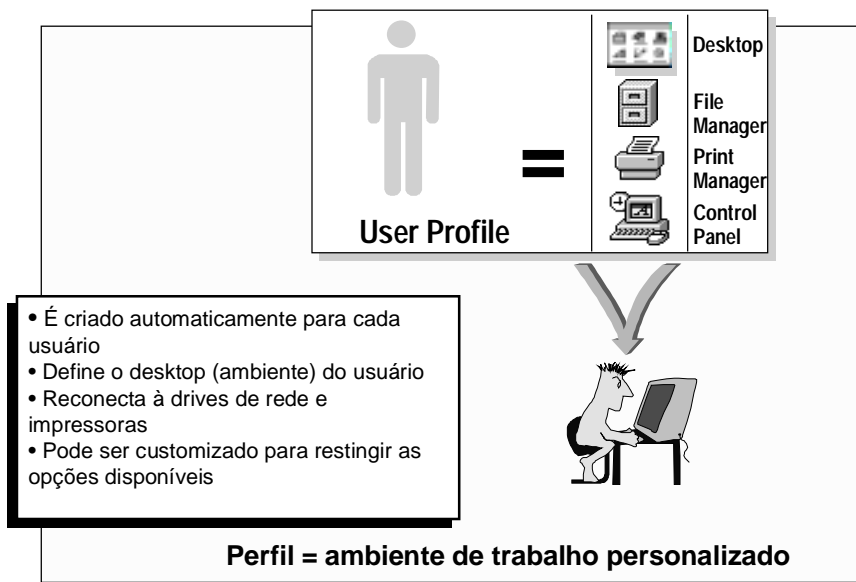 Desktop
File
Manager
Print
Manager
Control
Panel
=
User Profile
• É criado automaticamente para cada
usuário
• Define o desktop (ambiente) do usuário
• Reconecta à drives de rede e
impressoras
• Pode ser customizado para restingir as
opções disponíveis
Perfil = ambiente de trabalho personalizado